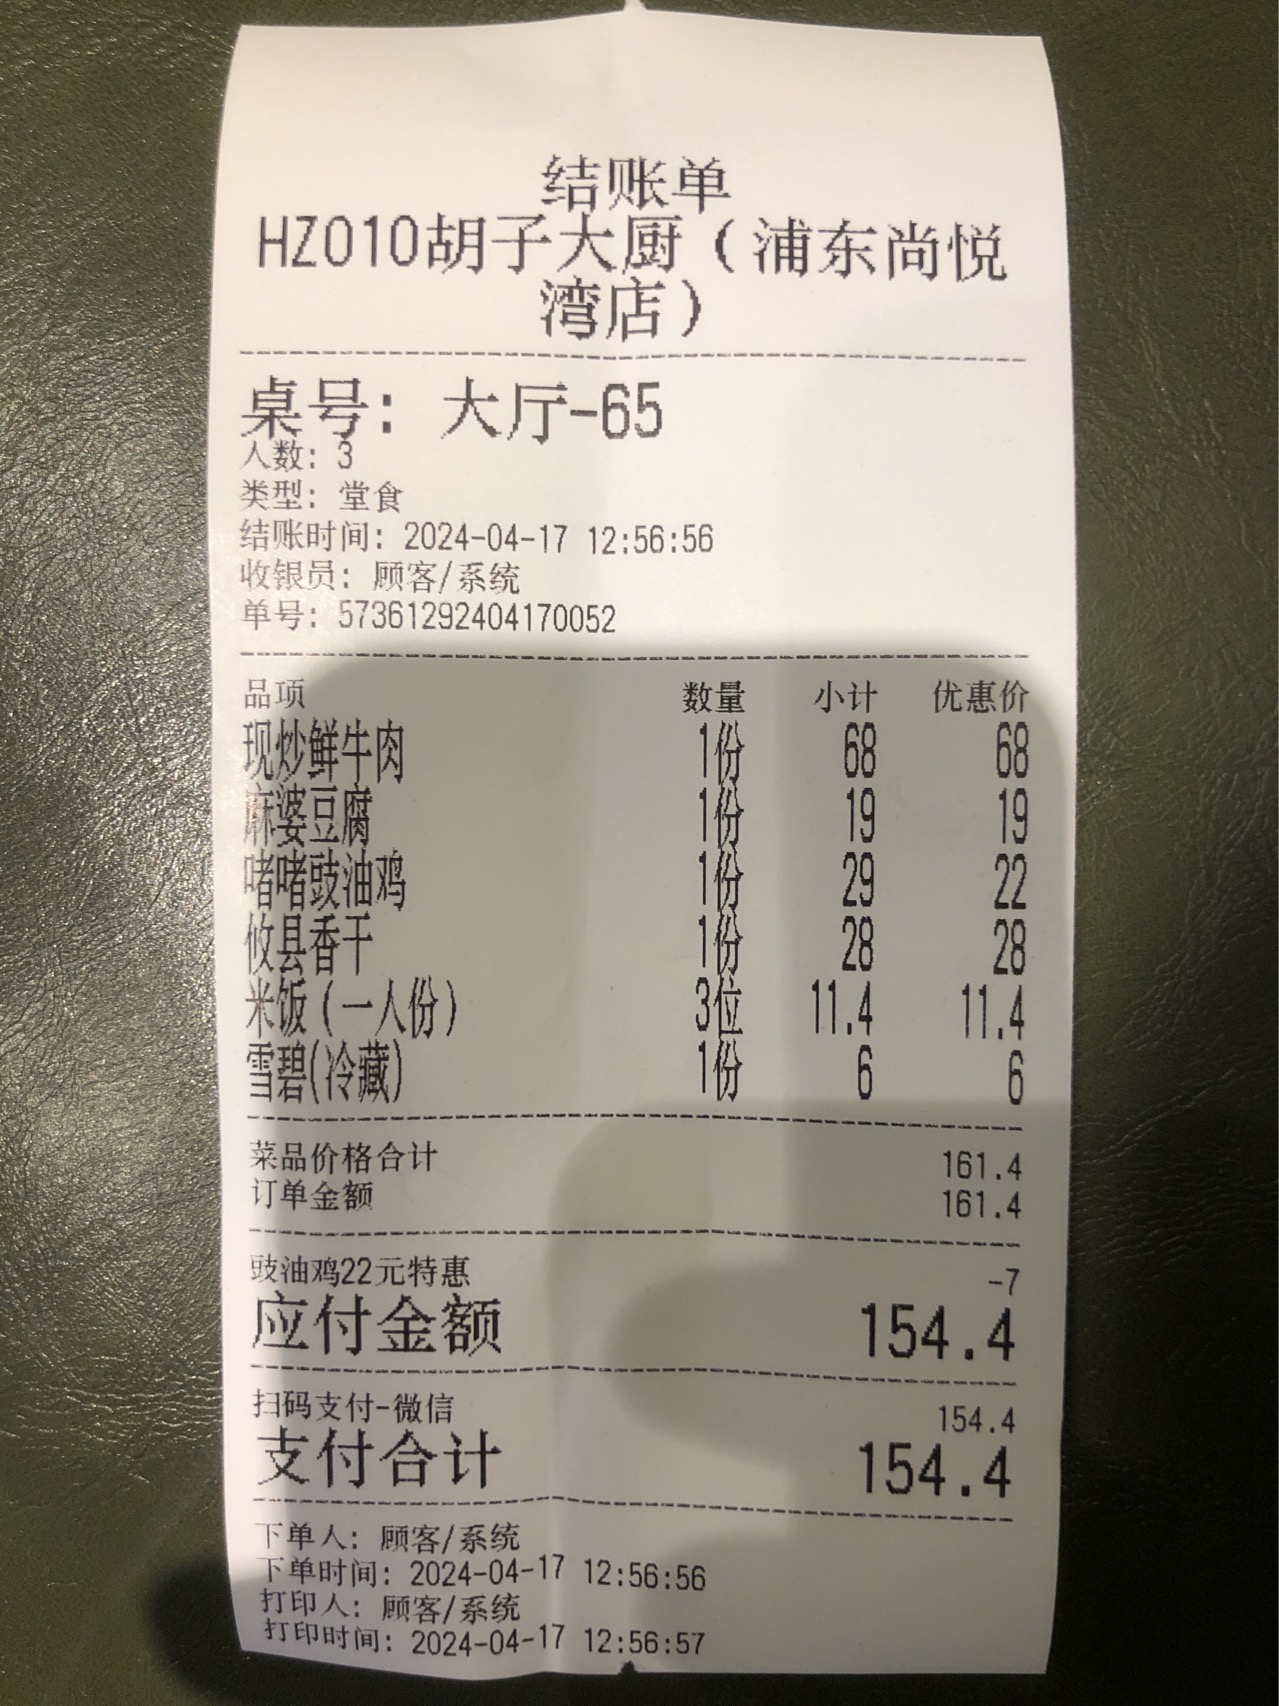 结账单
HZ010胡子大厨（浦东尚悦
湾店）
桌号：大厅-65
人数：3
类型：堂食
结账时间：2024-04-17 12:56:56
收银员：顾客/系统
单号：57361292404170052
品项 数量 小计 优惠价
现炒鲜牛肉 1份 68 68
麻婆豆腐 1份 19 19
啫啫豉油鸡 1份 29 22
攸县香干 1份 28 28
米饭（一人份） 3位 11.4 11.4
雪碧(冷藏) 1份 6 6
菜品价格合计 161.4
订单金额 161.4
豉油鸡22元特惠 -7
应付金额 154.4
扫码支付-微信 154.4
支付合计 154.4
下单人：顾客/系统
下单时间：2024-04-17 12:56:56
打印人：顾客/系统
打印时间：2024-04-17 12:56:57